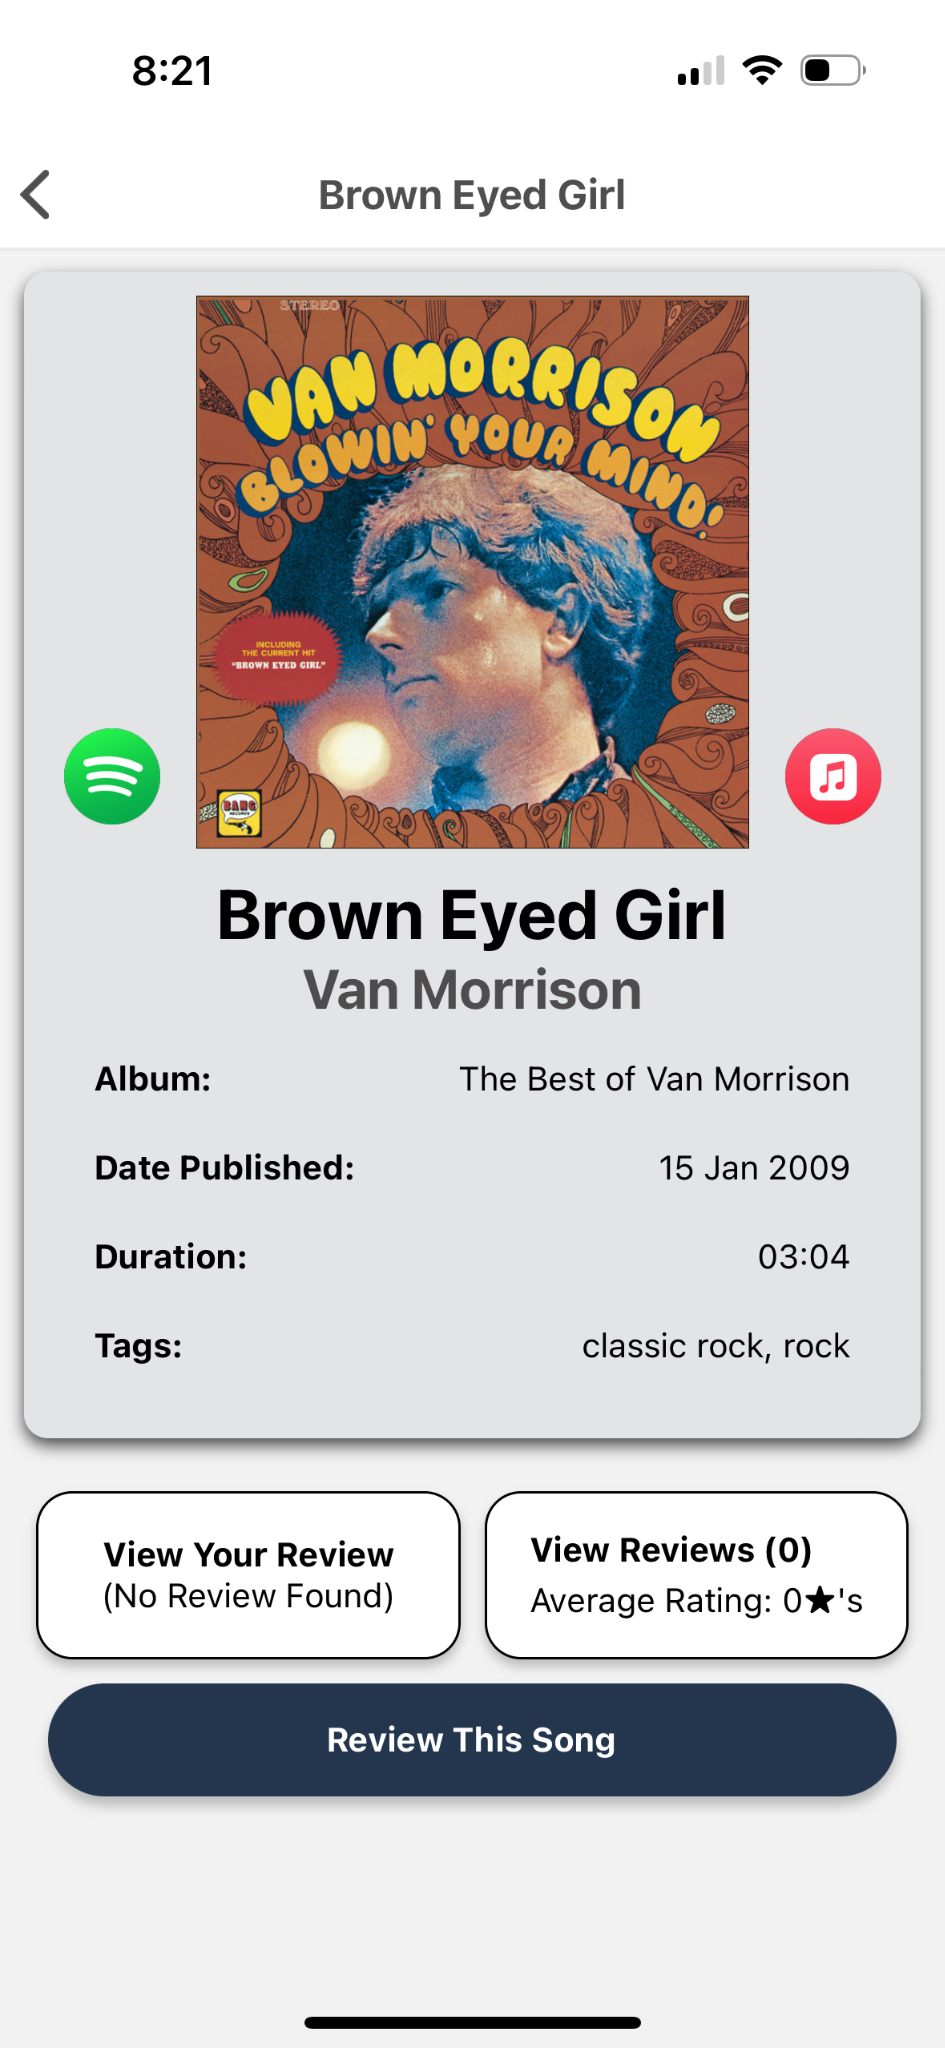 8:21
Brown Eyed Girl
STEREO
VAN MORRISON
BLOWIN' YOUR MIND!
INCLUDING
THE CURRENT HIT
"BROWN EYED GIRL"
BANG
RECORDS
Brown Eyed Girl
Van Morrison
Album: The Best of Van Morrison
Date Published: 15 Jan 2009
Duration: 03:04
Tags: classic rock, rock
View Your Review
(No Review Found)
View Reviews (0)
Average Rating: 0★'s
Review This Song